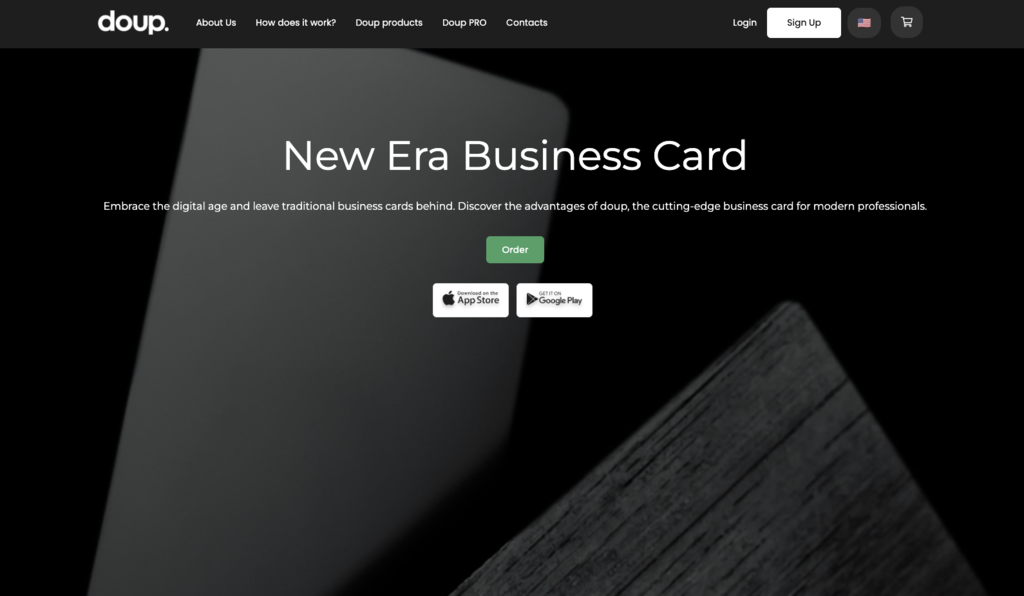 doup.
About Us
How does it work?
Doup products
Doup PRO
Contacts
Login
Sign Up
New Era Business Card
Embrace the digital age and leave traditional business cards behind. Discover the advantages of doup, the cutting-edge business card for modern professionals.
Order
Download on the
App Store
GET IT ON
Google Play